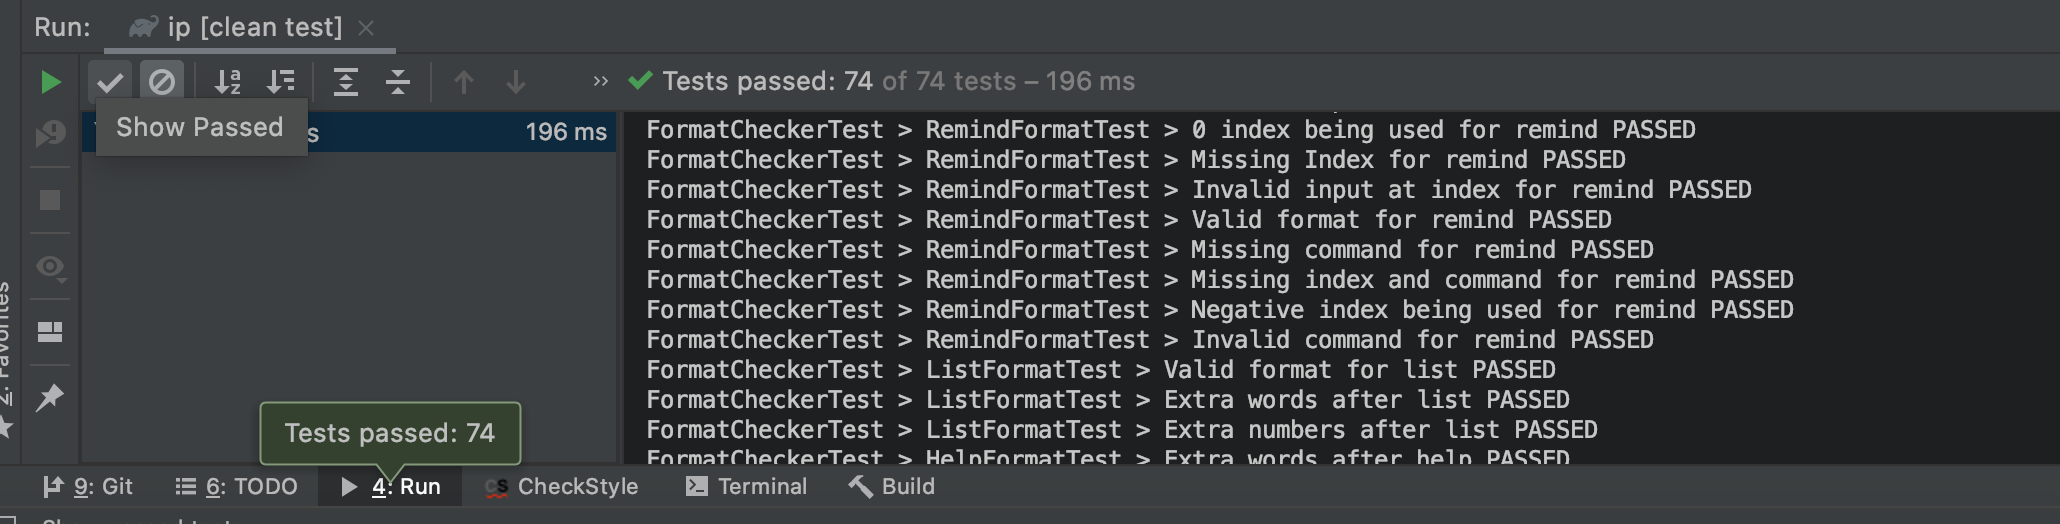 Run: ip [clean test]
Tests passed: 74 of 74 tests – 196 ms
Show Passed
s 196 ms
FormatCheckerTest > RemindFormatTest > 0 index being used for remind PASSED
FormatCheckerTest > RemindFormatTest > Missing Index for remind PASSED
FormatCheckerTest > RemindFormatTest > Invalid input at index for remind PASSED
FormatCheckerTest > RemindFormatTest > Valid format for remind PASSED
FormatCheckerTest > RemindFormatTest > Missing command for remind PASSED
FormatCheckerTest > RemindFormatTest > Missing index and command for remind PASSED
FormatCheckerTest > RemindFormatTest > Negative index being used for remind PASSED
FormatCheckerTest > RemindFormatTest > Invalid command for remind PASSED
FormatCheckerTest > ListFormatTest > Valid format for list PASSED
FormatCheckerTest > ListFormatTest > Extra words after list PASSED
FormatCheckerTest > ListFormatTest > Extra numbers after list PASSED
FormatCheckerTest > HelpFormatTest > Extra words after help PASSED
2: Favorites
Tests passed: 74
9: Git 6: TODO 4: Run CS CheckStyle Terminal Build